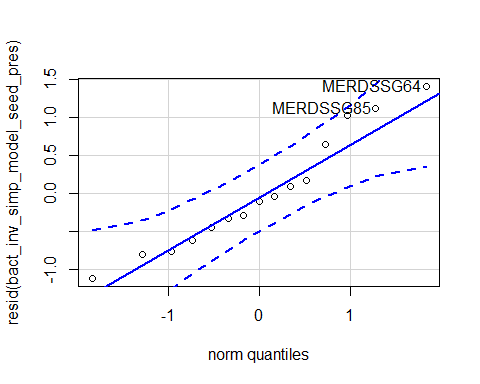 resid(bact_inv_simp_model_seed_pres)
1.5
1.0
0.5
0.0
-1.0
MERDSSG64
MERDSSG85
-1
0
1
norm quantiles